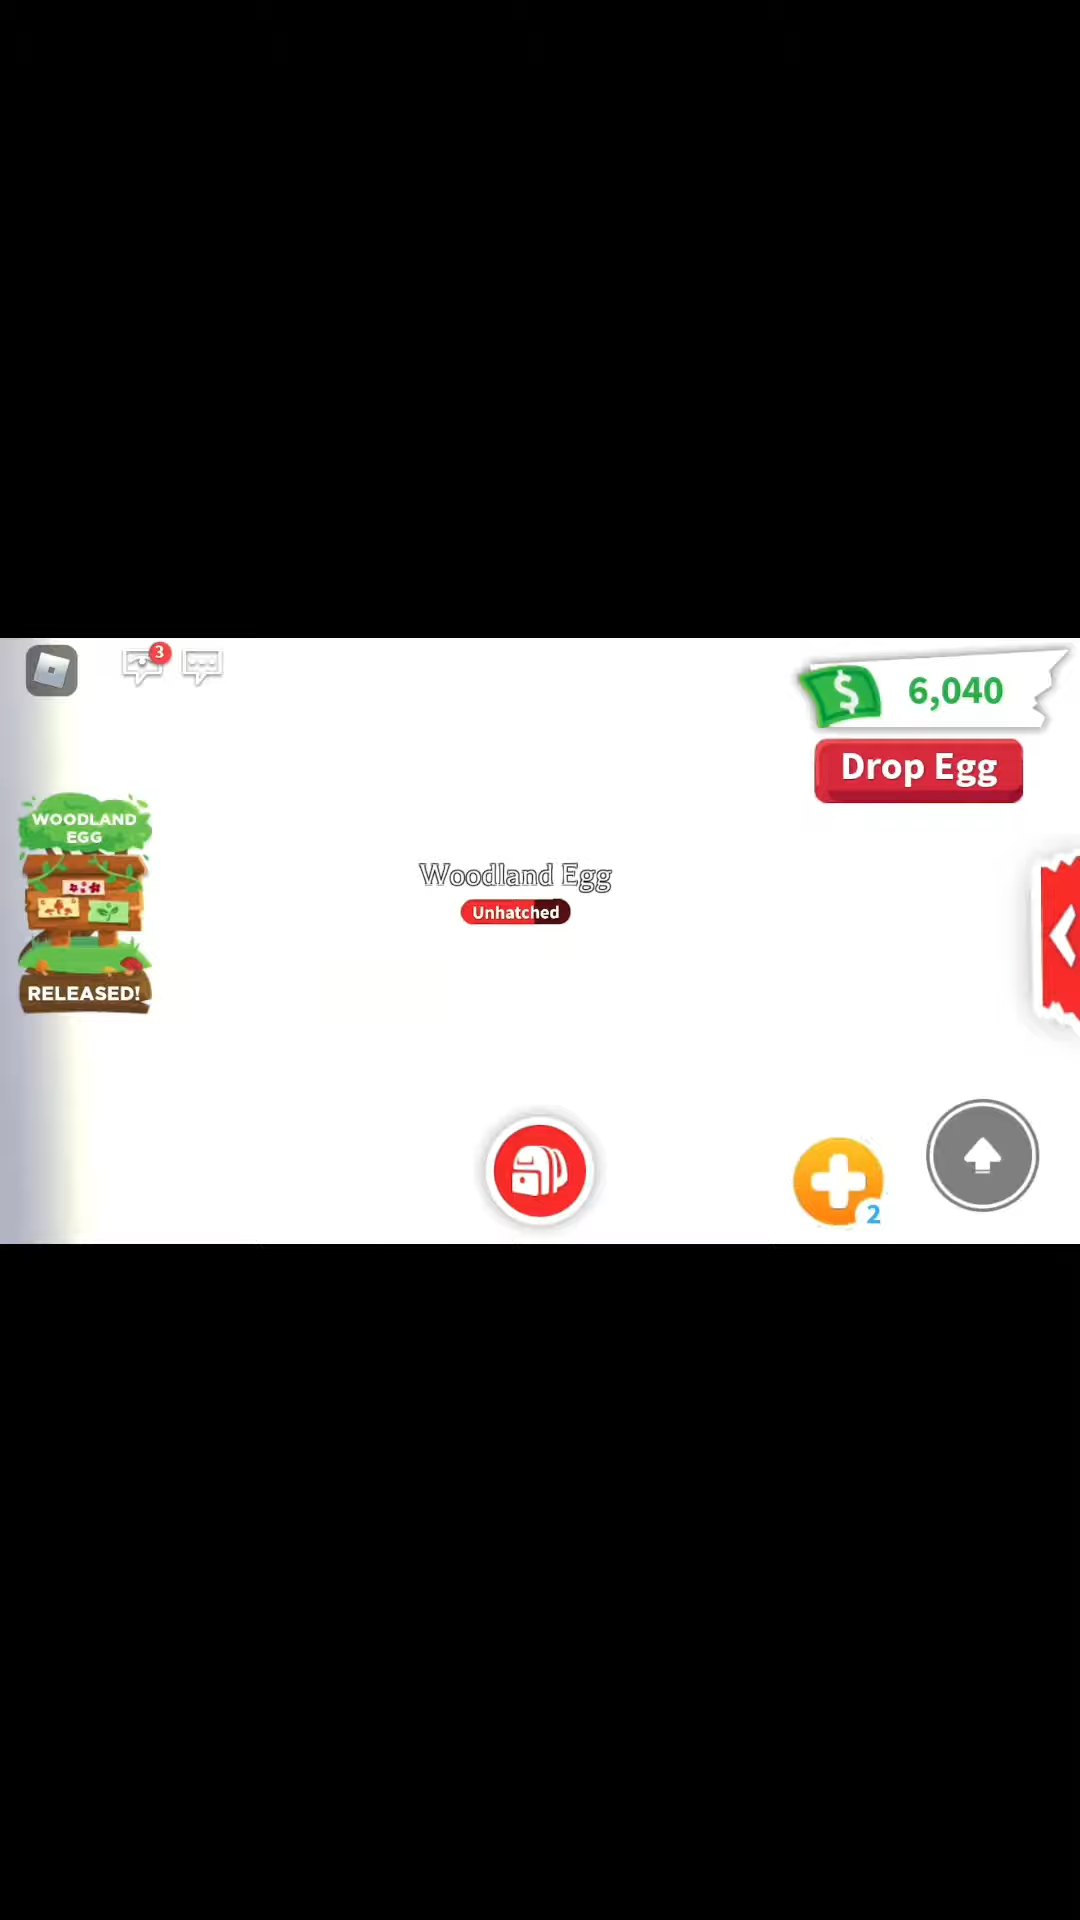 3
6,040
Drop Egg
WOODLAND
EGG
Woodland Egg
Unhatched
RELEASED!
2